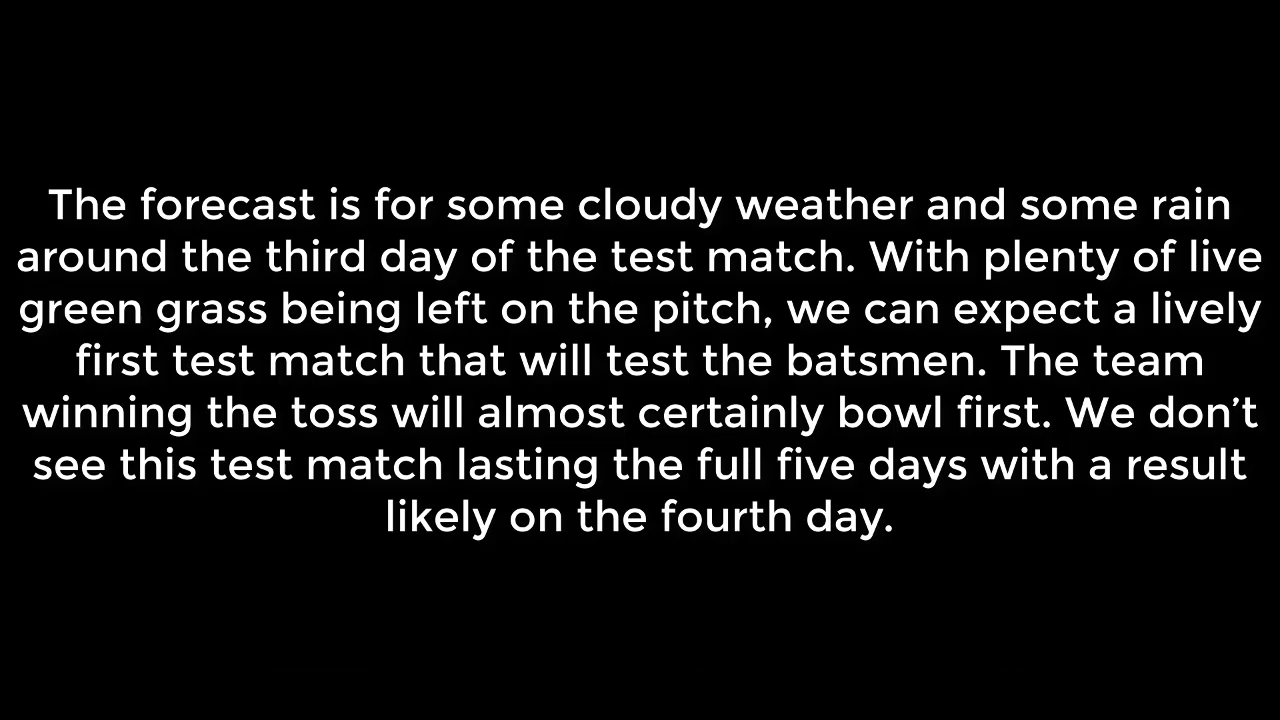 The forecast is for some cloudy weather and some rain
around the third day of the test match. With plenty of live
green grass being left on the pitch, we can expect a lively
first test match that will test the batsmen. The team
winning the toss will almost certainly bowl first. We don’t
see this test match lasting the full five days with a result
likely on the fourth day.